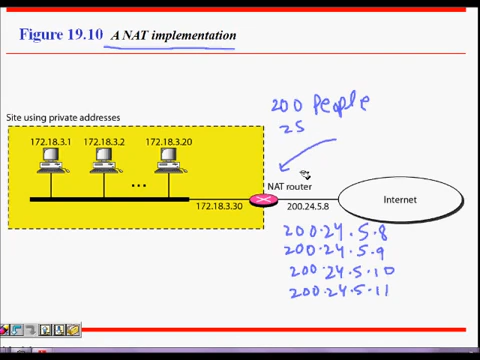 Figure 19.10 A NAT implementation
200 People
25
Site using private addresses
172.18.3.1 172.18.3.2 172.18.3.20
...
NAT router
172.18.3.30 200.24.5.8 Internet
200.24.5.8
200.24.5.9
200.24.5.10
200.24.5.11